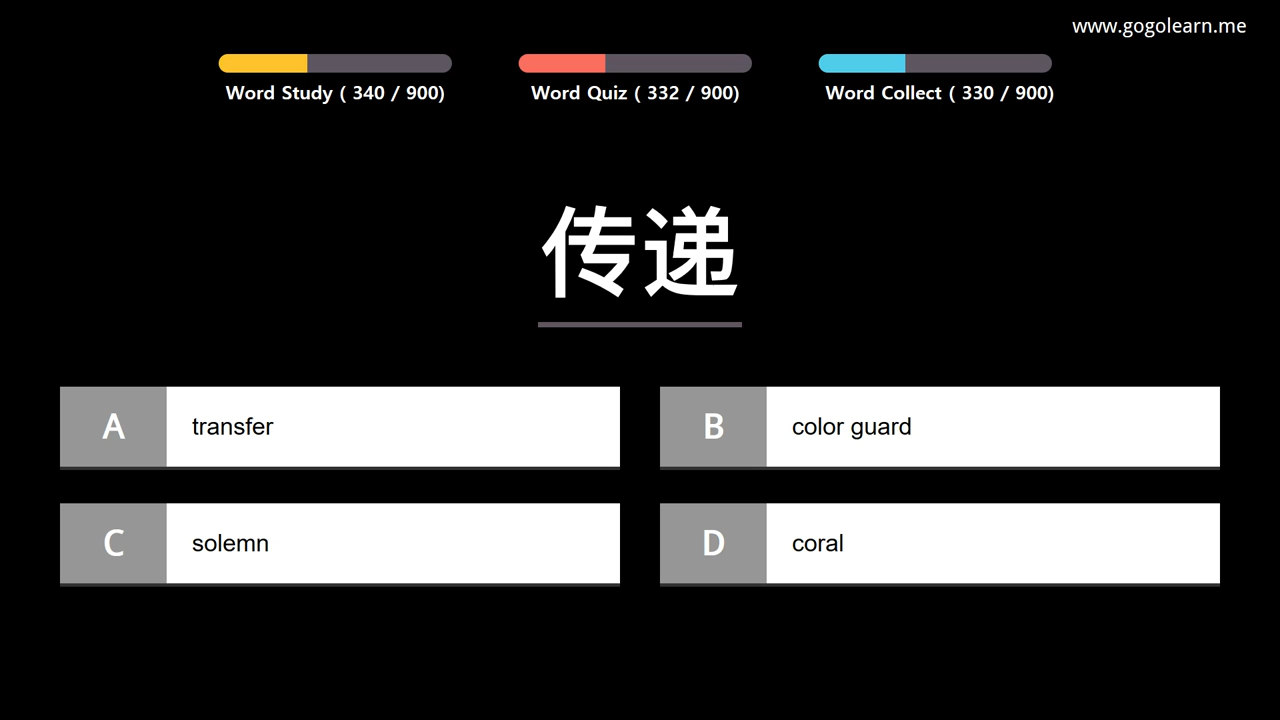 www.gogolearn.me
Word Study ( 340 / 900)
Word Quiz ( 332 / 900)
Word Collect ( 330 / 900)
传递
A transfer
B color guard
C solemn
D coral